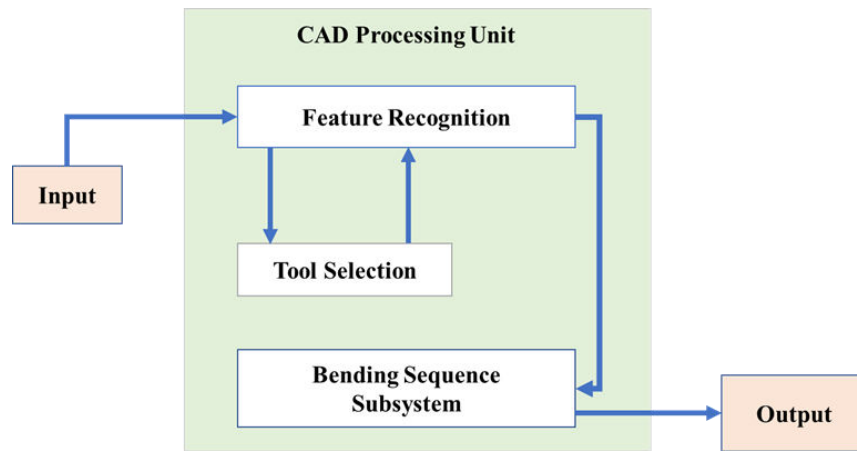 CAD Processing Unit
Feature Recognition
Input
Tool Selection
Bending Sequence
Subsystem
Output